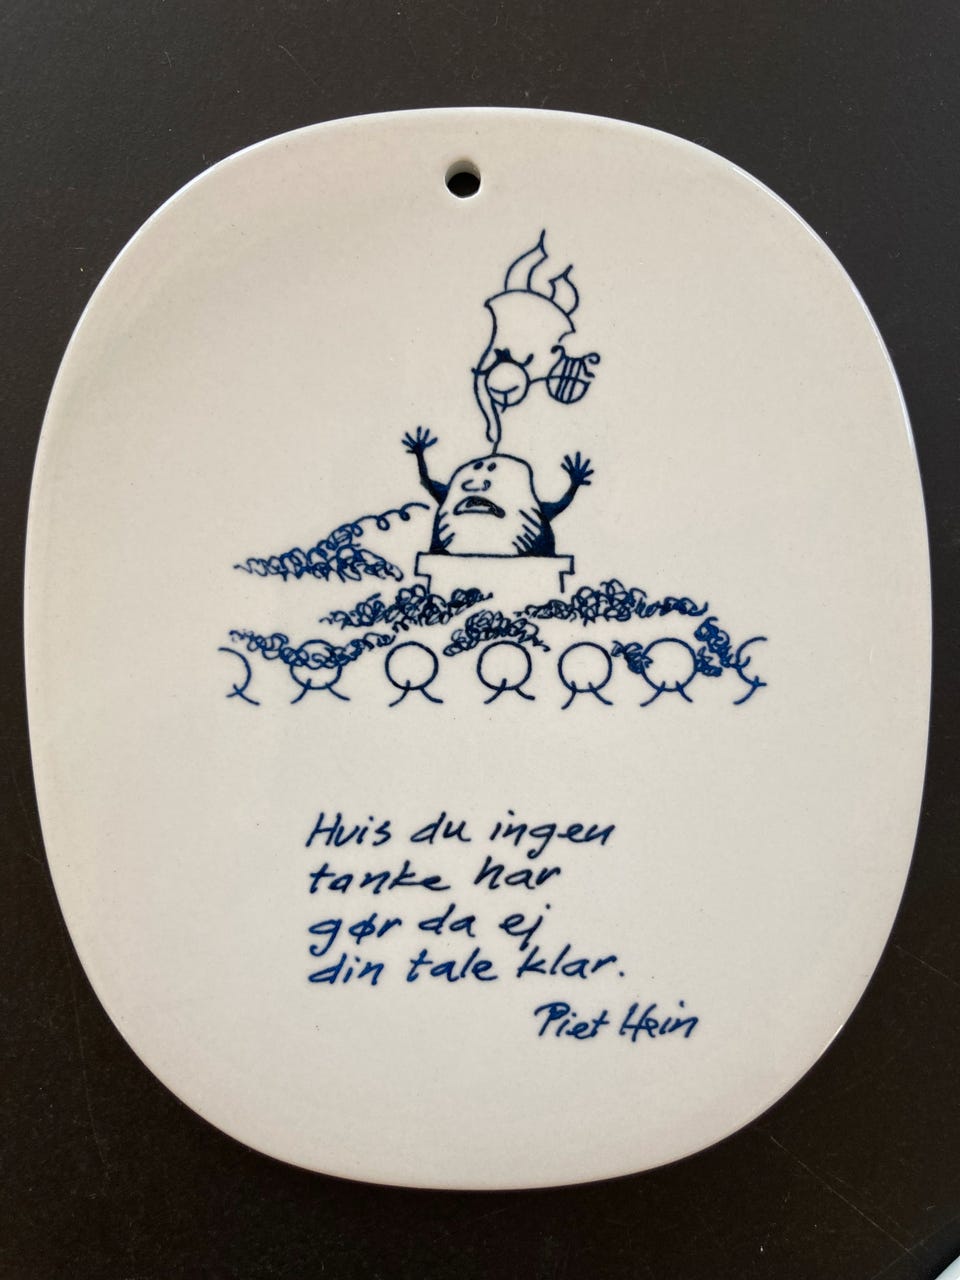 Hvis du ingen
tanke har
gør da ej
din tale klar.
Piet Hein